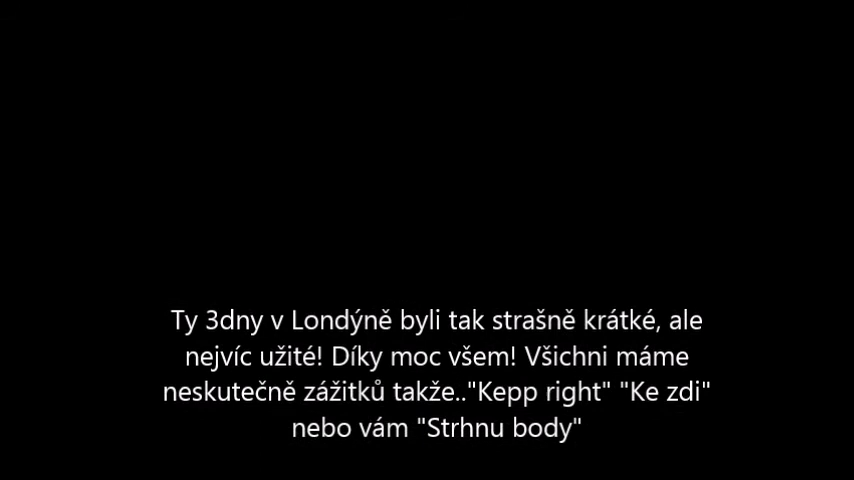 Ty 3dny v Londýně byli tak strašně krátké, ale
nejvíc užité! Díky moc všem! Všichni máme
neskutečně zážitků takže.."Kepp right" "Ke zdi"
nebo vám "Strhnu body"